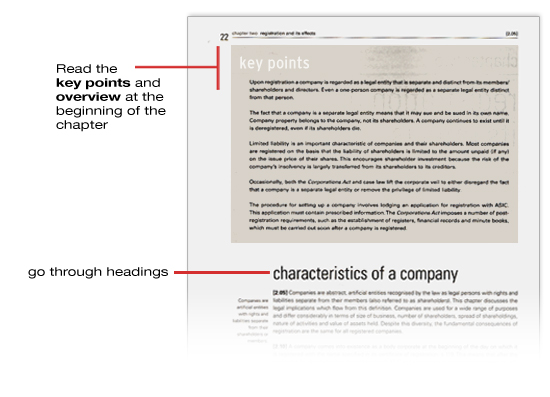 22 chapter two: registration and its effects [2.05]
key points
Read the
key points and
overview at the
beginning of the
chapter
Upon registration a company is regarded as a legal entity that is separate and distinct from its members/
shareholders and directors. Even a one-person company is regarded as a separate legal entity distinct
from that person.
The fact that a company is a separate legal entity means that it may sue and be sued in its own name.
Company property belongs to the company, not its shareholders. A company continues to exist until it
is deregistered, even if its shareholders die.
Limited liability is an important characteristic of companies and their shareholders. Most companies
are registered on the basis that the liability of shareholders is limited to the amount unpaid (if any)
on the issue price of their shares. This encourages shareholder investment because the risk of the
company's insolvency is largely transferred from its shareholders to its creditors.
Occasionally, both the Corporations Act and case law lift the corporate veil to either disregard the fact
that a company is a separate legal entity or remove the privilege of limited liability.
The procedure for setting up a company involves lodging an application for registration with ASIC.
This application must contain prescribed information. The Corporations Act imposes a number of post-
registration requirements, such as the establishment of registers, financial records and minute books,
which must be carried out soon after a company is registered.
go through headings
characteristics of a company
[2.05] Companies are abstract, artificial entities recognised by the law as legal persons with rights and
liabilities separate from their members (also referred to as shareholders). This chapter discusses the
legal implications which flow from this definition. Companies are used for a wide range of purposes
and differ considerably in terms of size of business, number of shareholders, spread of shareholdings,
nature of activities and value of assets held. Despite this diversity, the fundamental consequences of
registration are the same for all registered companies.
Companies are
artificial entities
with rights and
liabilities separate
from their
shareholders or